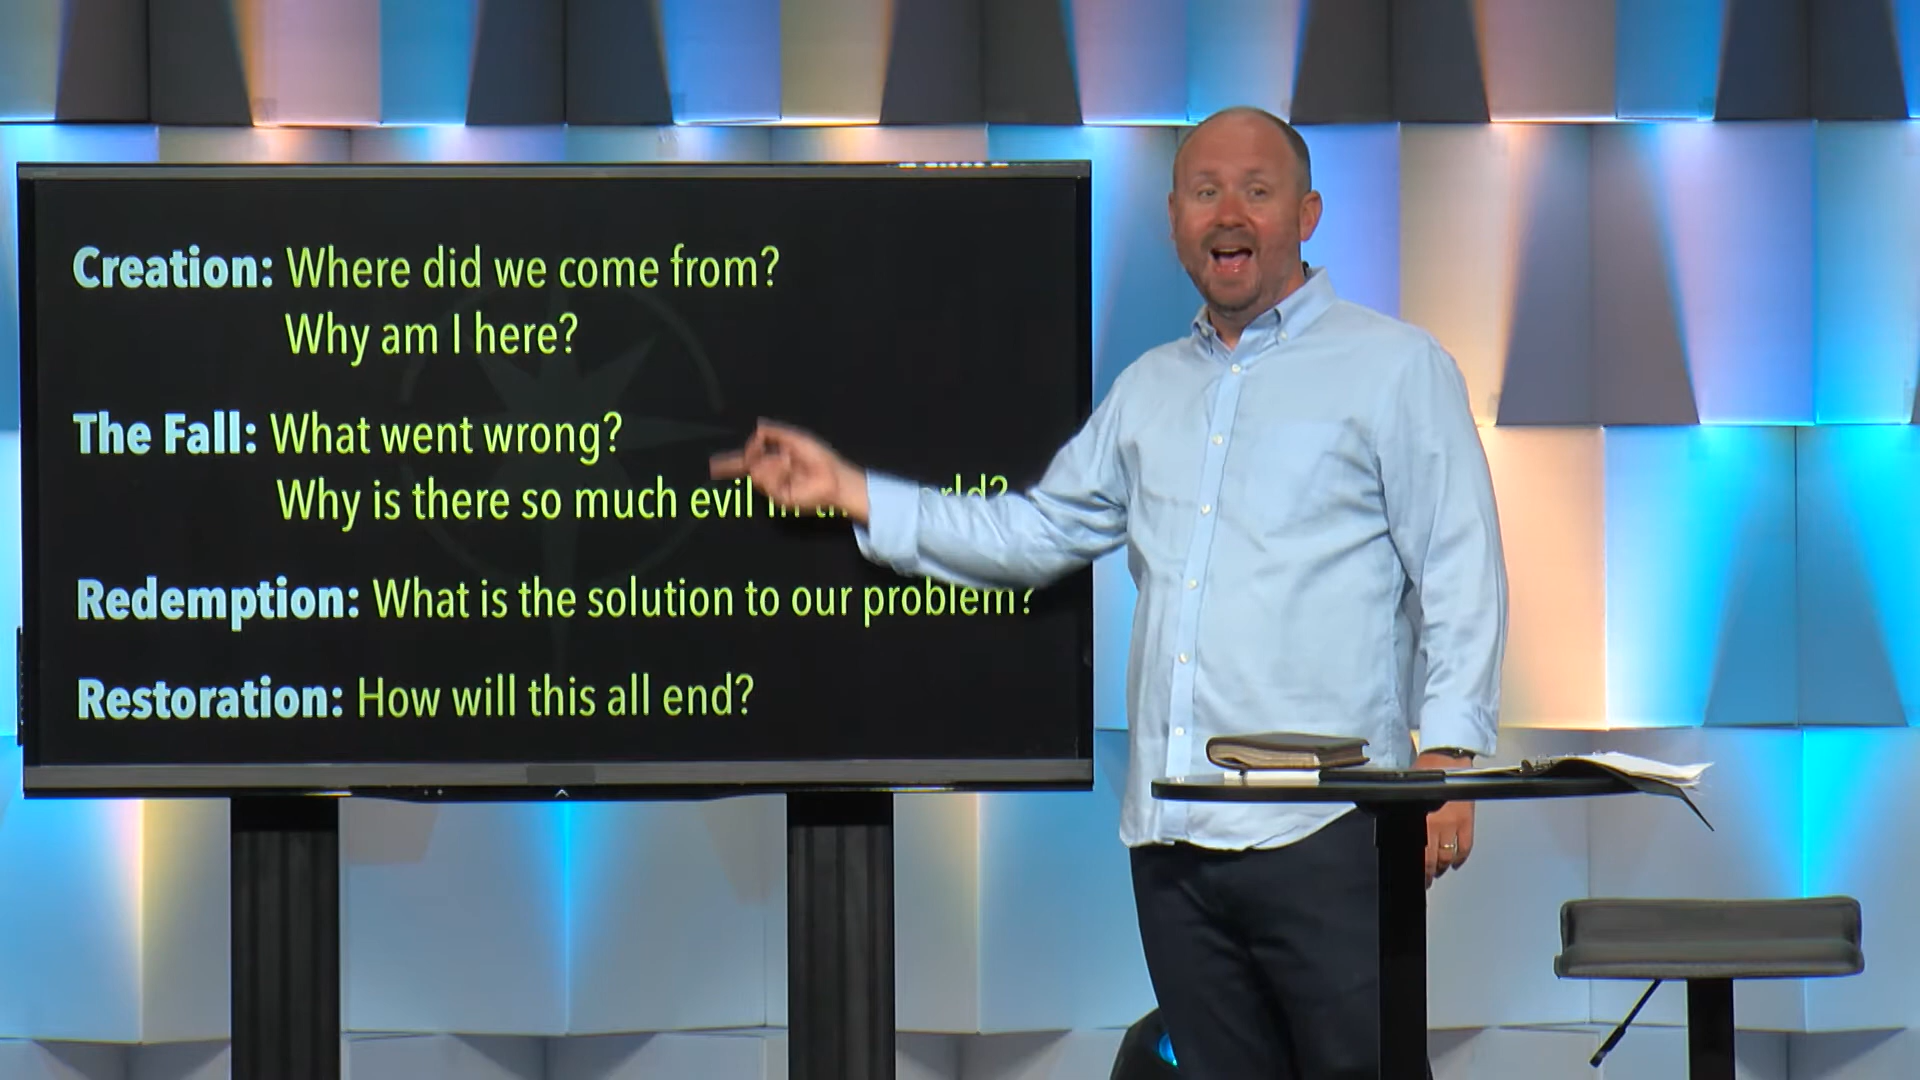 Creation: Where did we come from?
Why am I here?
The Fall: What went wrong?
Why is there so much evil in
Redemption: What is the solution to our problem?
Restoration: How will this all end?